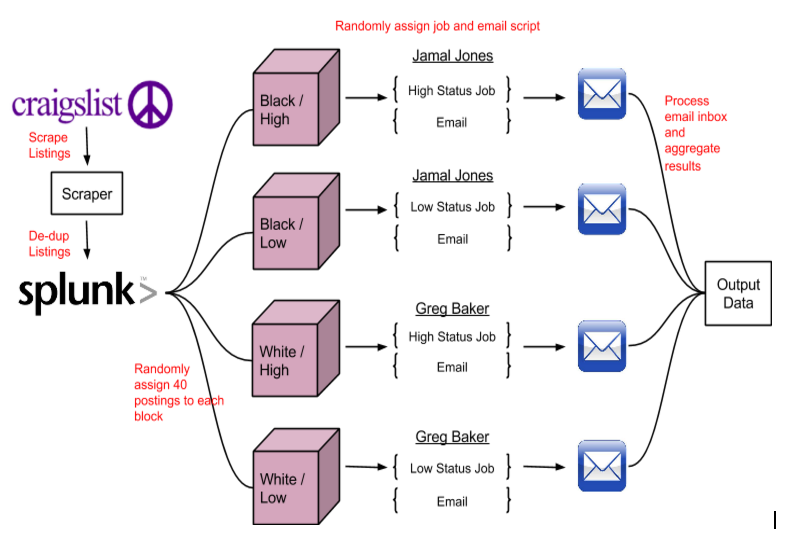 Randomly assign job and email script
craigslist
Scrape
Listings
Scraper
De-dup
Listings
splunk>
™
Randomly
assign 40
postings to each
block
Black /
High
Jamal Jones
High Status Job
Email
Black /
Low
Jamal Jones
Low Status Job
Email
White /
High
Greg Baker
High Status Job
Email
White /
Low
Greg Baker
Low Status Job
Email
Process
email inbox
and
aggregate
results
Output
Data